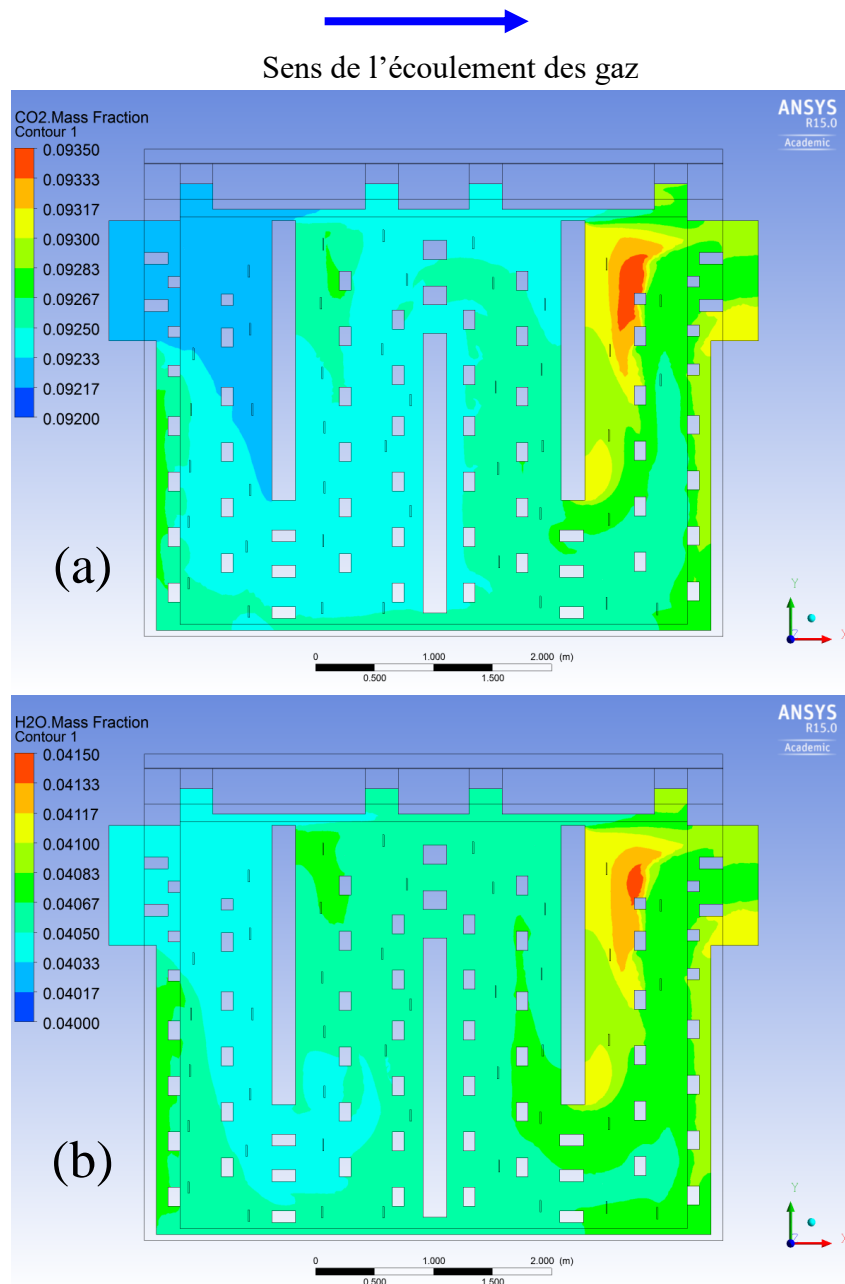 Sens de l’écoulement des gaz
CO2.Mass Fraction
Contour 1
ANSYS
R15.0
Academic
0.09350
0.09333
0.09317
0.09300
0.09283
0.09267
0.09250
0.09233
0.09217
0.09200
(a)
Y
X
Z
0 1.000 2.000 (m)
0.500 1.500
H2O.Mass Fraction
Contour 1
ANSYS
R15.0
Academic
0.04150
0.04133
0.04117
0.04100
0.04083
0.04067
0.04050
0.04033
0.04017
0.04000
(b)
Y
X
Z
0 1.000 2.000 (m)
0.500 1.500